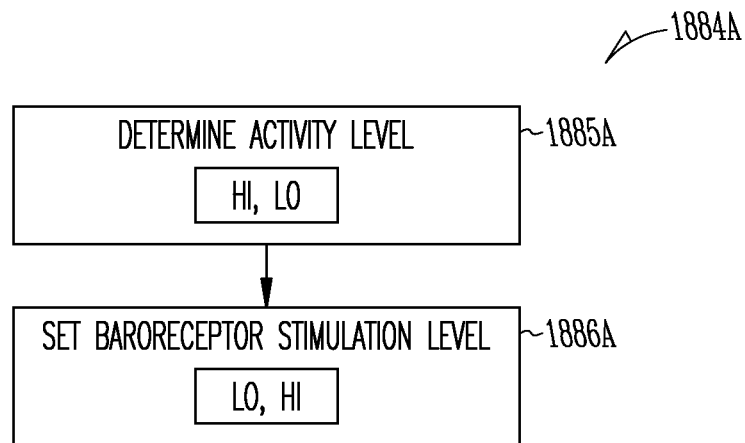 1884A
DETERMINE ACTIVITY LEVEL
1885A
HI, LO
SET BARORECEPTOR STIMULATION LEVEL
1886A
LO, HI